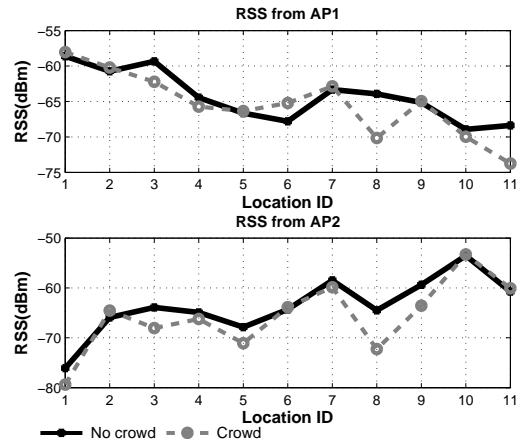 RSS from AP1
−55
−60
−65
−70
−75
RSS(dBm)
1 2 3 4 5 6 7 8 9 10 11
Location ID
RSS from AP2
−50
−60
−70
−80
RSS(dBm)
1 2 3 4 5 6 7 8 9 10 11
Location ID
No crowd Crowd